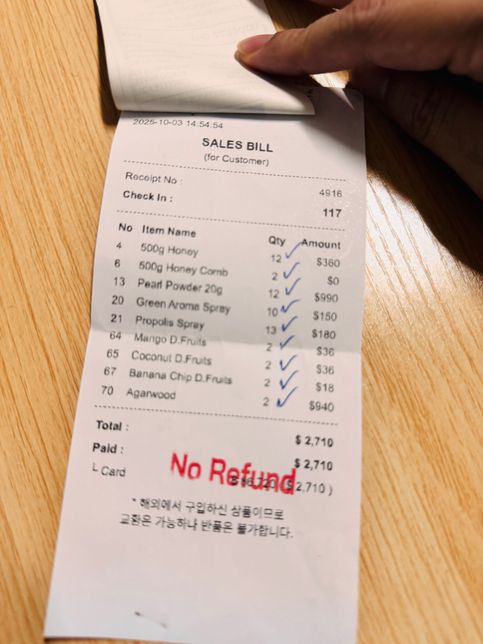 2025-10-03 14:54:54
SALES BILL
(for Customer)
Receipt No : 4916
Check In : 117
No Item Name Qty Amount
4 500g Honey 12 $360
6 500g Honey Comb 2 $0
13 Pearl Powder 20g 12 $990
20 Green Aroma Spray 10 $150
21 Propolis Spray 13 $180
64 Mango D.Fruits 2 $36
65 Coconut D.Fruits 2 $36
67 Banana Chip D.Fruits 2 $18
70 Agarwood 2 $940
Total : $ 2,710
Paid : $ 2,710
└ Card $ 2,710 )
No Refund
* 해외에서 구입하신 상품이므로
교환은 가능하나 반품은 불가합니다.